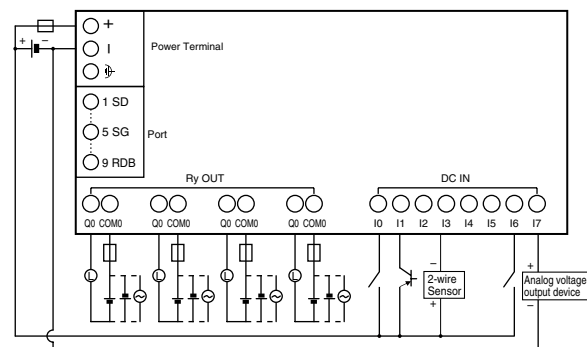 +
+ −
I
Power Terminal
1 SD
5 SG
Port
9 RDB
Ry OUT
DC IN
Q0 COM0 Q0 COM0 Q0 COM0 Q0 COM0 I0 I1 I2 I3 I4 I5 I6 I7
L L L L
−
2-wire
Sensor
+
+
Analog voltage
output device
−